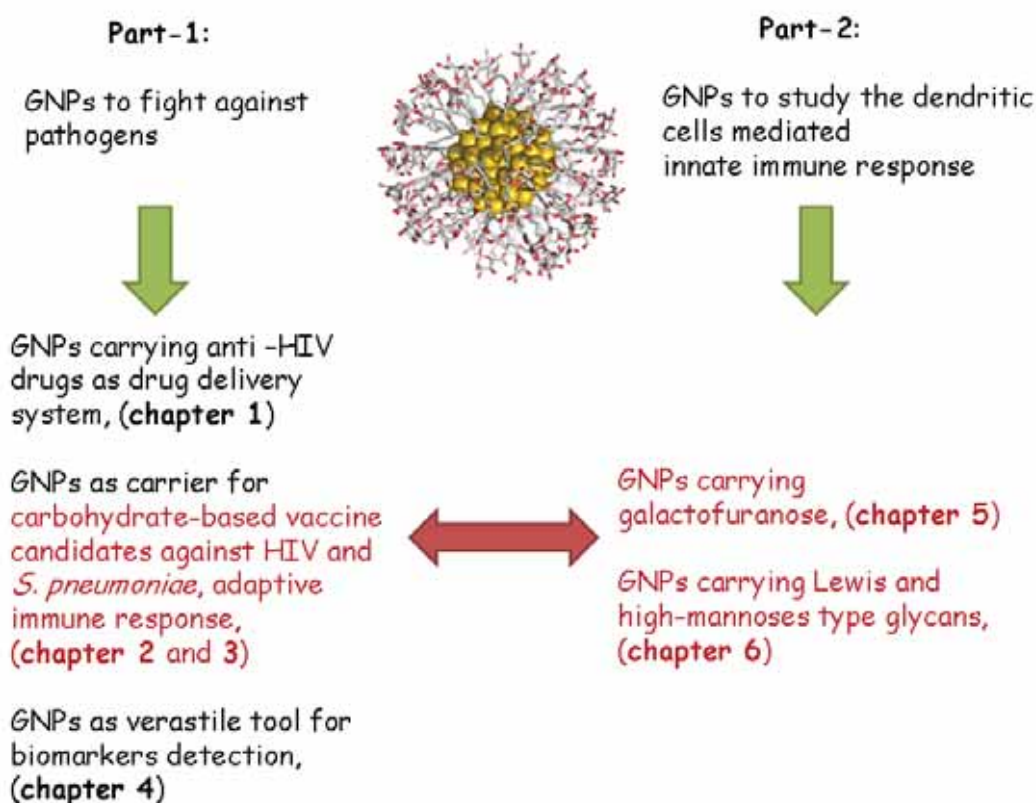 Part-1:
GNPs to fight against
pathogens
GNPs carrying anti -HIV
drugs as drug delivery
system, (chapter 1)
GNPs as carrier for
carbohydrate-based vaccine
candidates against HIV and
S. pneumoniae, adaptive
immune response,
(chapter 2 and 3)
GNPs as verastile tool for
biomarkers detection,
(chapter 4)
Part-2:
GNPs to study the dendritic
cells mediated
innate immune response
GNPs carrying
galactofuranose, (chapter 5)
GNPs carrying Lewis and
high-mannoses type glycans,
(chapter 6)